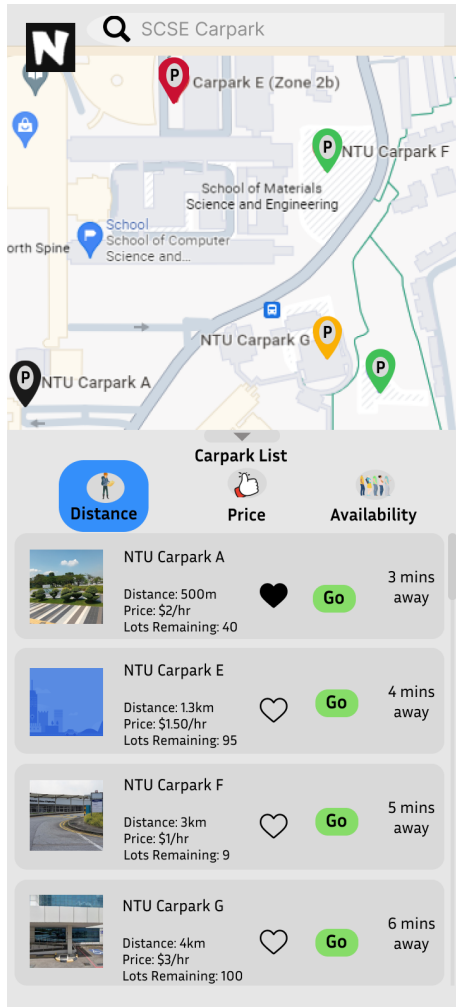 N
SCSE Carpark
P
Carpark E (Zone 2b)
P
NTU Carpark F
School of Materials
Science and Engineering
School
School of Computer
Science and...
orth Spine
P
NTU Carpark G
P
P
NTU Carpark A
Carpark List
Distance
Price
Availability
NTU Carpark A
Distance: 500m
Price: $2/hr
Lots Remaining: 40
Go
3 mins
away
NTU Carpark E
Distance: 1.3km
Price: $1.50/hr
Lots Remaining: 95
Go
4 mins
away
NTU Carpark F
Distance: 3km
Price: $1/hr
Lots Remaining: 9
Go
5 mins
away
NTU Carpark G
Distance: 4km
Price: $3/hr
Lots Remaining: 100
Go
6 mins
away